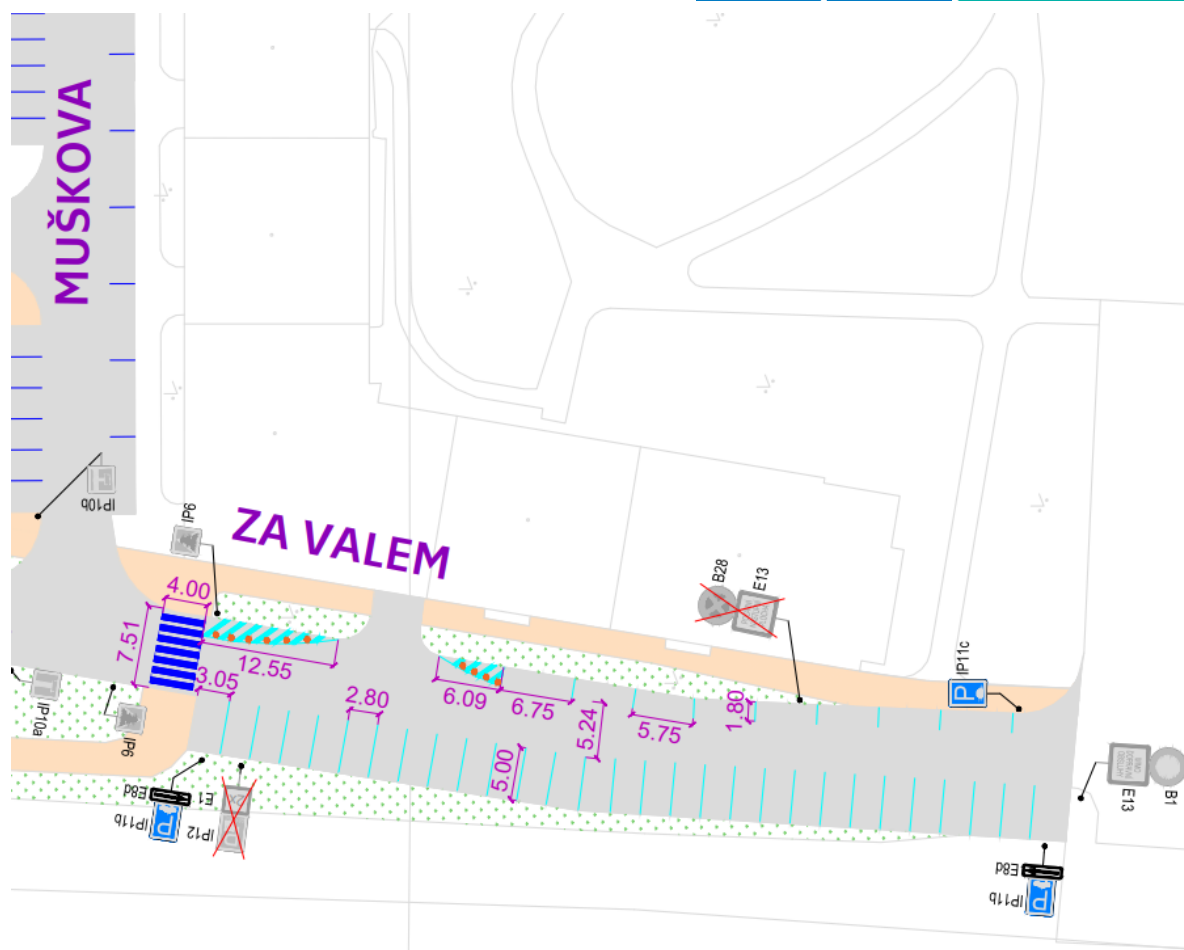 MUŠKOVA
IP10b
IP6
ZA VALEM
B28
E13
4.00
7.51
12.55
3.05
2.80
6.09
6.75
5.24
5.75
1.80
5.00
IP11c
P
IP10a
IP6
E8d
IP11b
P
E1
IP12
E13
B1
E8d
IP11b
P